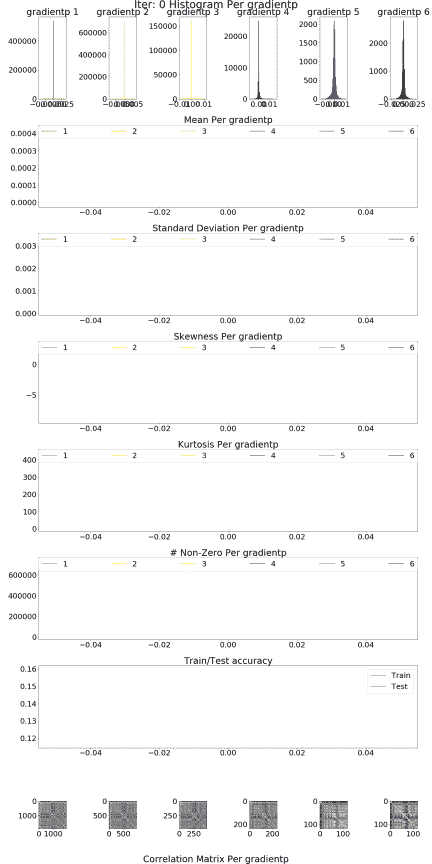 Iter: 0 Histogram Per gradientp
gradientp 1 gradientp 2 gradientp 3 gradientp 4 gradientp 5 gradientp 6
400000
200000
0
600000
400000
200000
0
150000
100000
50000
0
20000
10000
0
2000
1500
1000
500
0
2000
1000
0
Mean Per gradientp
1 2 3 4 5 6
0.0004
0.0003
0.0002
0.0001
0.0000
−0.04 −0.02 0.00 0.02 0.04
Standard Deviation Per gradientp
1 2 3 4 5 6
0.003
0.002
0.001
0.000
−0.04 −0.02 0.00 0.02 0.04
Skewness Per gradientp
1 2 3 4 5 6
0
−5
−0.04 −0.02 0.00 0.02 0.04
Kurtosis Per gradientp
1 2 3 4 5 6
400
300
200
100
0
−0.04 −0.02 0.00 0.02 0.04
# Non-Zero Per gradientp
1 2 3 4 5 6
600000
400000
200000
0
−0.04 −0.02 0.00 0.02 0.04
Train/Test accuracy
Train
Test
0.16
0.15
0.14
0.13
0.12
−0.04 −0.02 0.00 0.02 0.04
0
1000
0 1000
0
500
0 500
0
250
0 250
0
200
0 200
0
100
0 100
0
100
0 100
Correlation Matrix Per gradientp